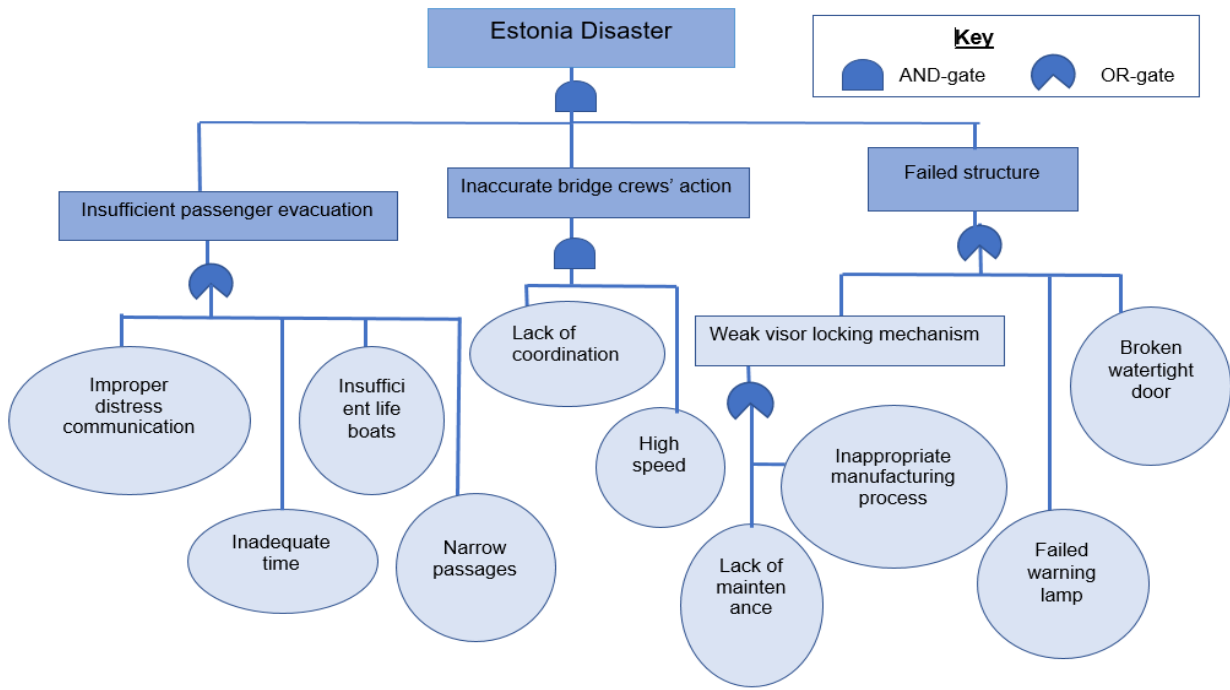 Estonia Disaster
Key
AND-gate
OR-gate
Insufficient passenger evacuation
Inaccurate bridge crews’ action
Failed structure
Improper
distress
communication
Inadequate
time
Insuffici
ent life
boats
Narrow
passages
Lack of
coordination
High
speed
Weak visor locking mechanism
Lack of
mainten
ance
Inappropriate
manufacturing
process
Failed
warning
lamp
Broken
watertight
door